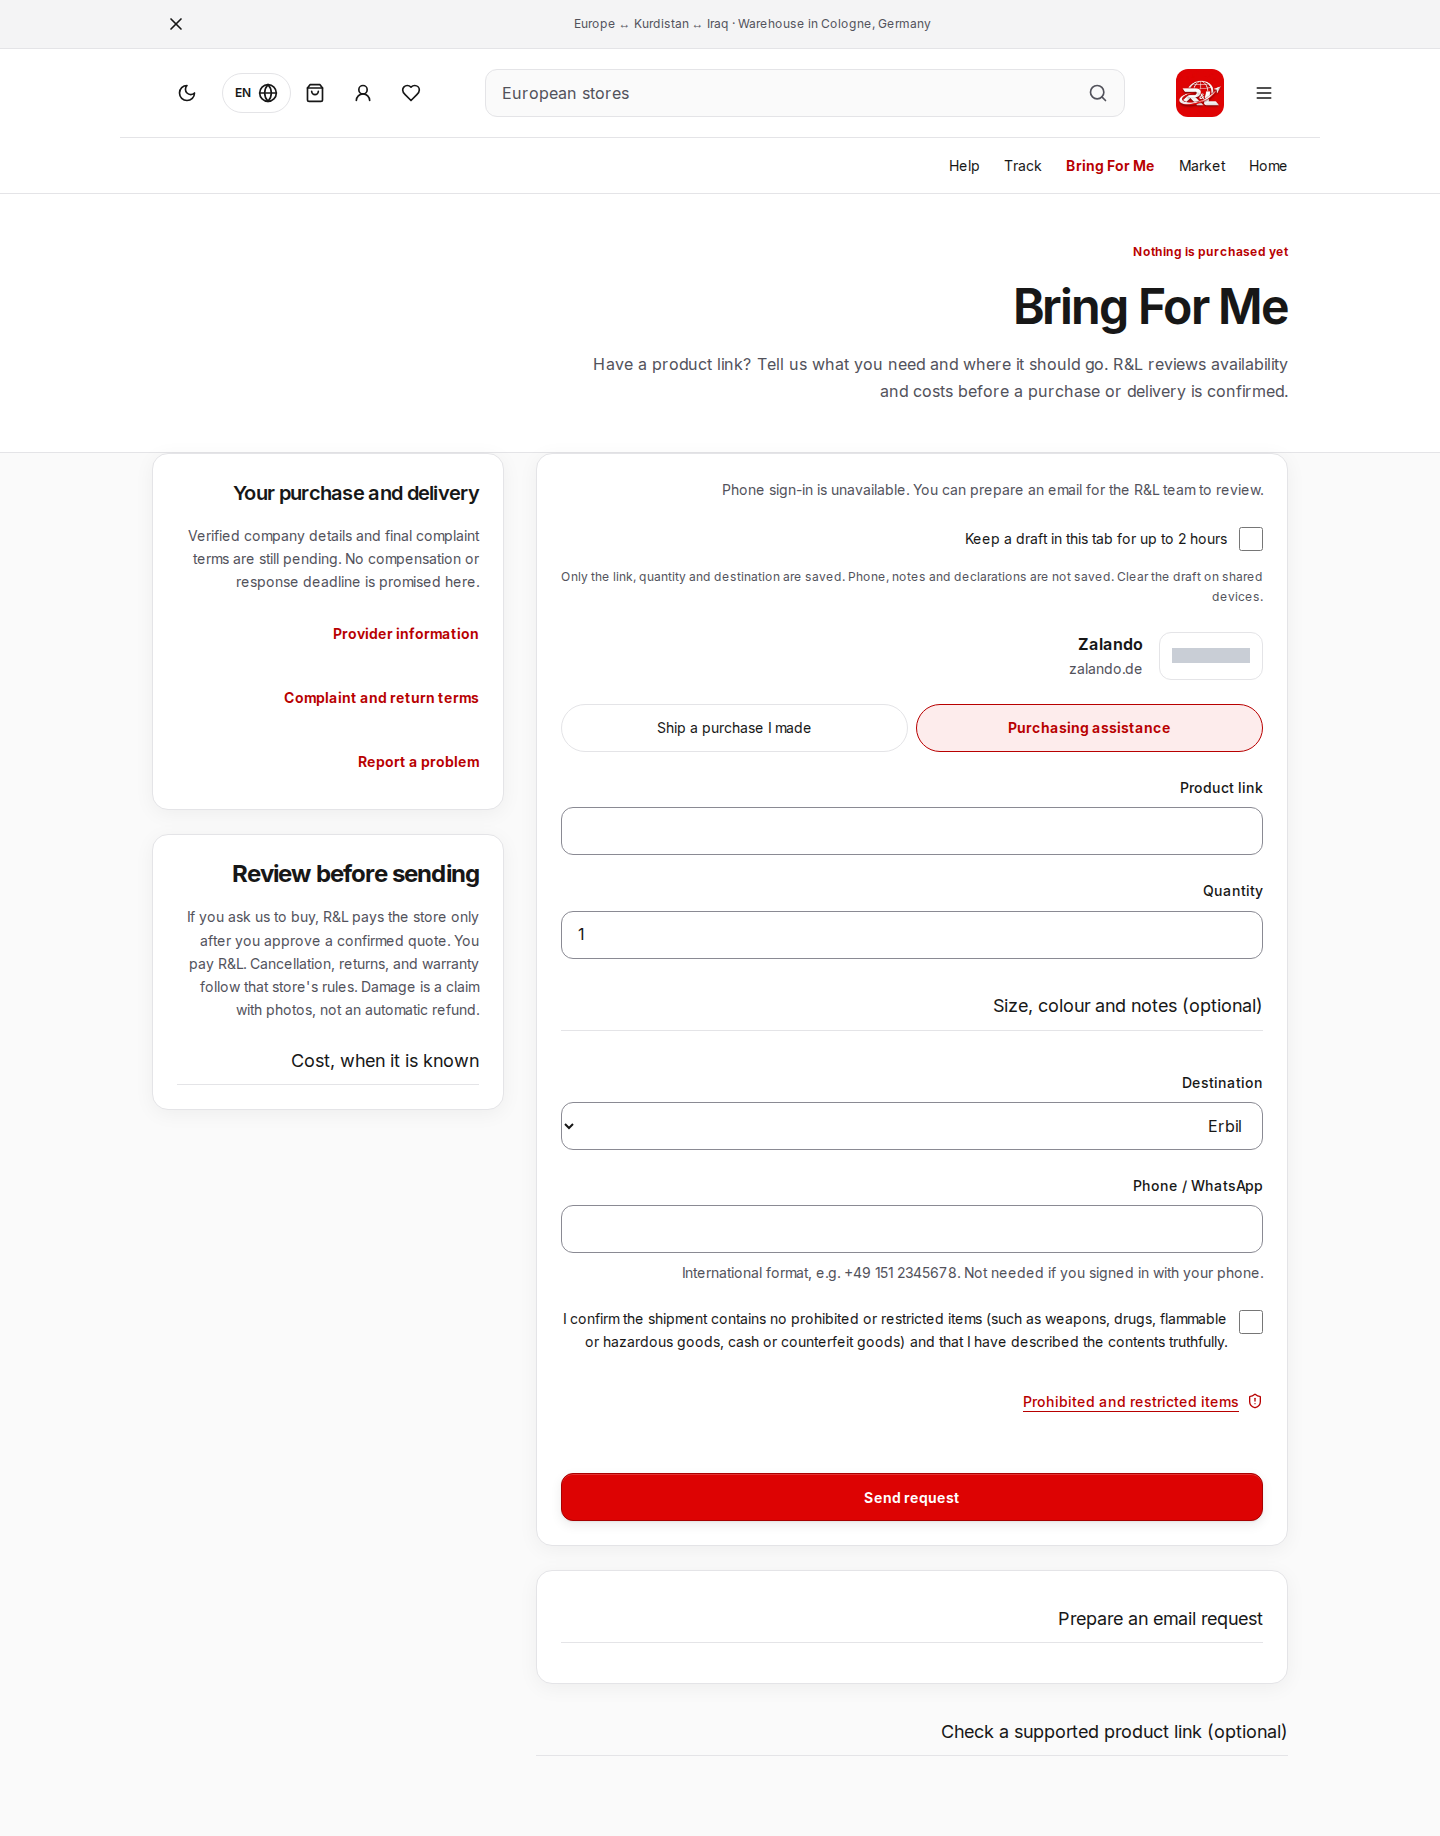 Europe ↔ Kurdistan ↔ Iraq · Warehouse in Cologne, Germany
EN
European stores
R&L
Help
Track
Bring For Me
Market
Home
Nothing is purchased yet
Bring For Me
Have a product link? Tell us what you need and where it should go. R&L reviews availability
and costs before a purchase or delivery is confirmed.
Your purchase and delivery
Verified company details and final complaint
terms are still pending. No compensation or
response deadline is promised here.
Provider information
Complaint and return terms
Report a problem
Review before sending
If you ask us to buy, R&L pays the store only
after you approve a confirmed quote. You
pay R&L. Cancellation, returns, and warranty
follow that store's rules. Damage is a claim
with photos, not an automatic refund.
Cost, when it is known
Phone sign-in is unavailable. You can prepare an email for the R&L team to review.
Keep a draft in this tab for up to 2 hours
Only the link, quantity and destination are saved. Phone, notes and declarations are not saved. Clear the draft on shared
devices.
Zalando
zalando.de
Ship a purchase I made
Purchasing assistance
Product link
Quantity
1
Size, colour and notes (optional)
Destination
Erbil
Phone / WhatsApp
International format, e.g. +49 151 2345678. Not needed if you signed in with your phone.
I confirm the shipment contains no prohibited or restricted items (such as weapons, drugs, flammable
or hazardous goods, cash or counterfeit goods) and that I have described the contents truthfully.
Prohibited and restricted items
Send request
Prepare an email request
Check a supported product link (optional)